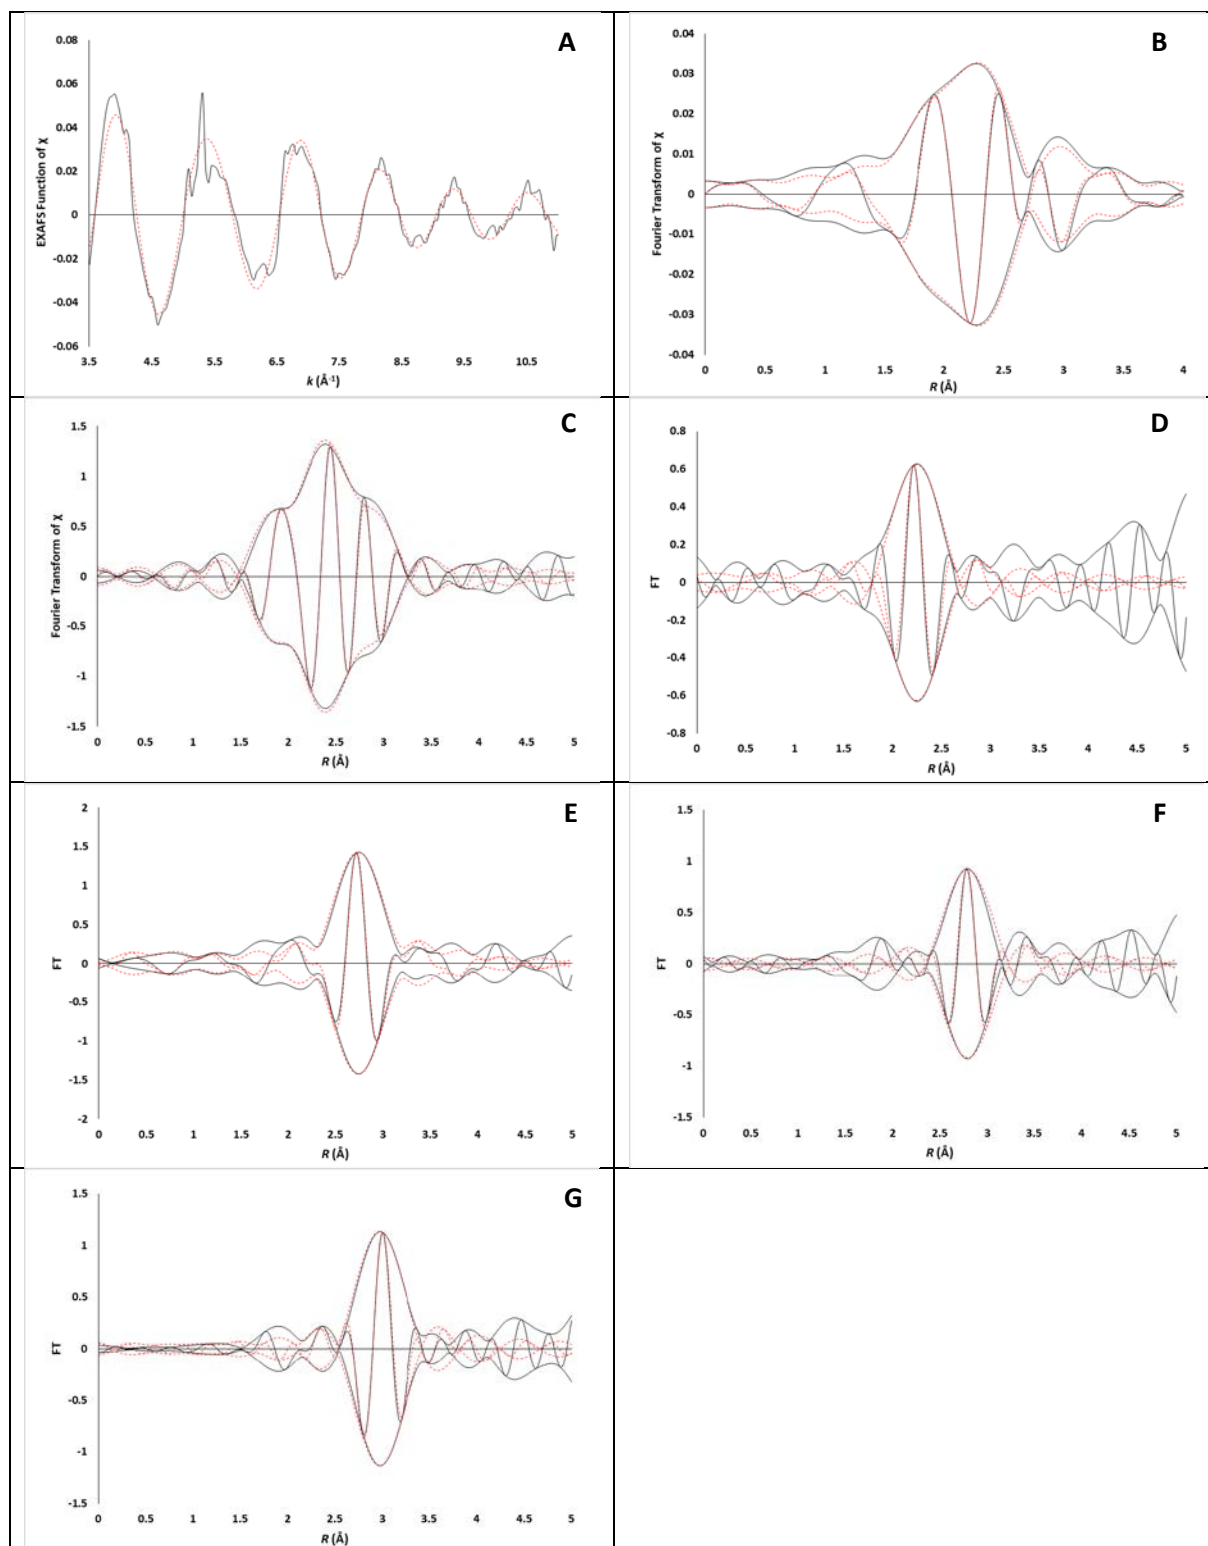 A
EXAFS Function of χ
0.08
0.06
0.04
0.02
0
-0.02
-0.04
-0.06
3.5 4.5 5.5 6.5 7.5 8.5 9.5 10.5
k (Å-1)
B
Fourier Transform of χ
0.04
0.03
0.02
0.01
0
-0.01
-0.02
-0.03
-0.04
0 0.5 1 1.5 2 2.5 3 3.5 4
R (Å)
C
Fourier Transform of χ
1.5
1
0.5
0
-0.5
-1
-1.5
0 0.5 1 1.5 2 2.5 3 3.5 4 4.5 5
R (Å)
D
FT
0.8
0.6
0.4
0.2
0
-0.2
-0.4
-0.6
-0.8
0 0.5 1 1.5 2 2.5 3 3.5 4 4.5 5
R (Å)
E
FT
2
1.5
1
0.5
0
-0.5
-1
-1.5
-2
0 0.5 1 1.5 2 2.5 3 3.5 4 4.5 5
R (Å)
F
FT
1.5
1
0.5
0
-0.5
-1
-1.5
0 0.5 1 1.5 2 2.5 3 3.5 4 4.5 5
R (Å)
G
FT
1.5
1
0.5
0
-0.5
-1
-1.5
0 0.5 1 1.5 2 2.5 3 3.5 4 4.5 5
R (Å)